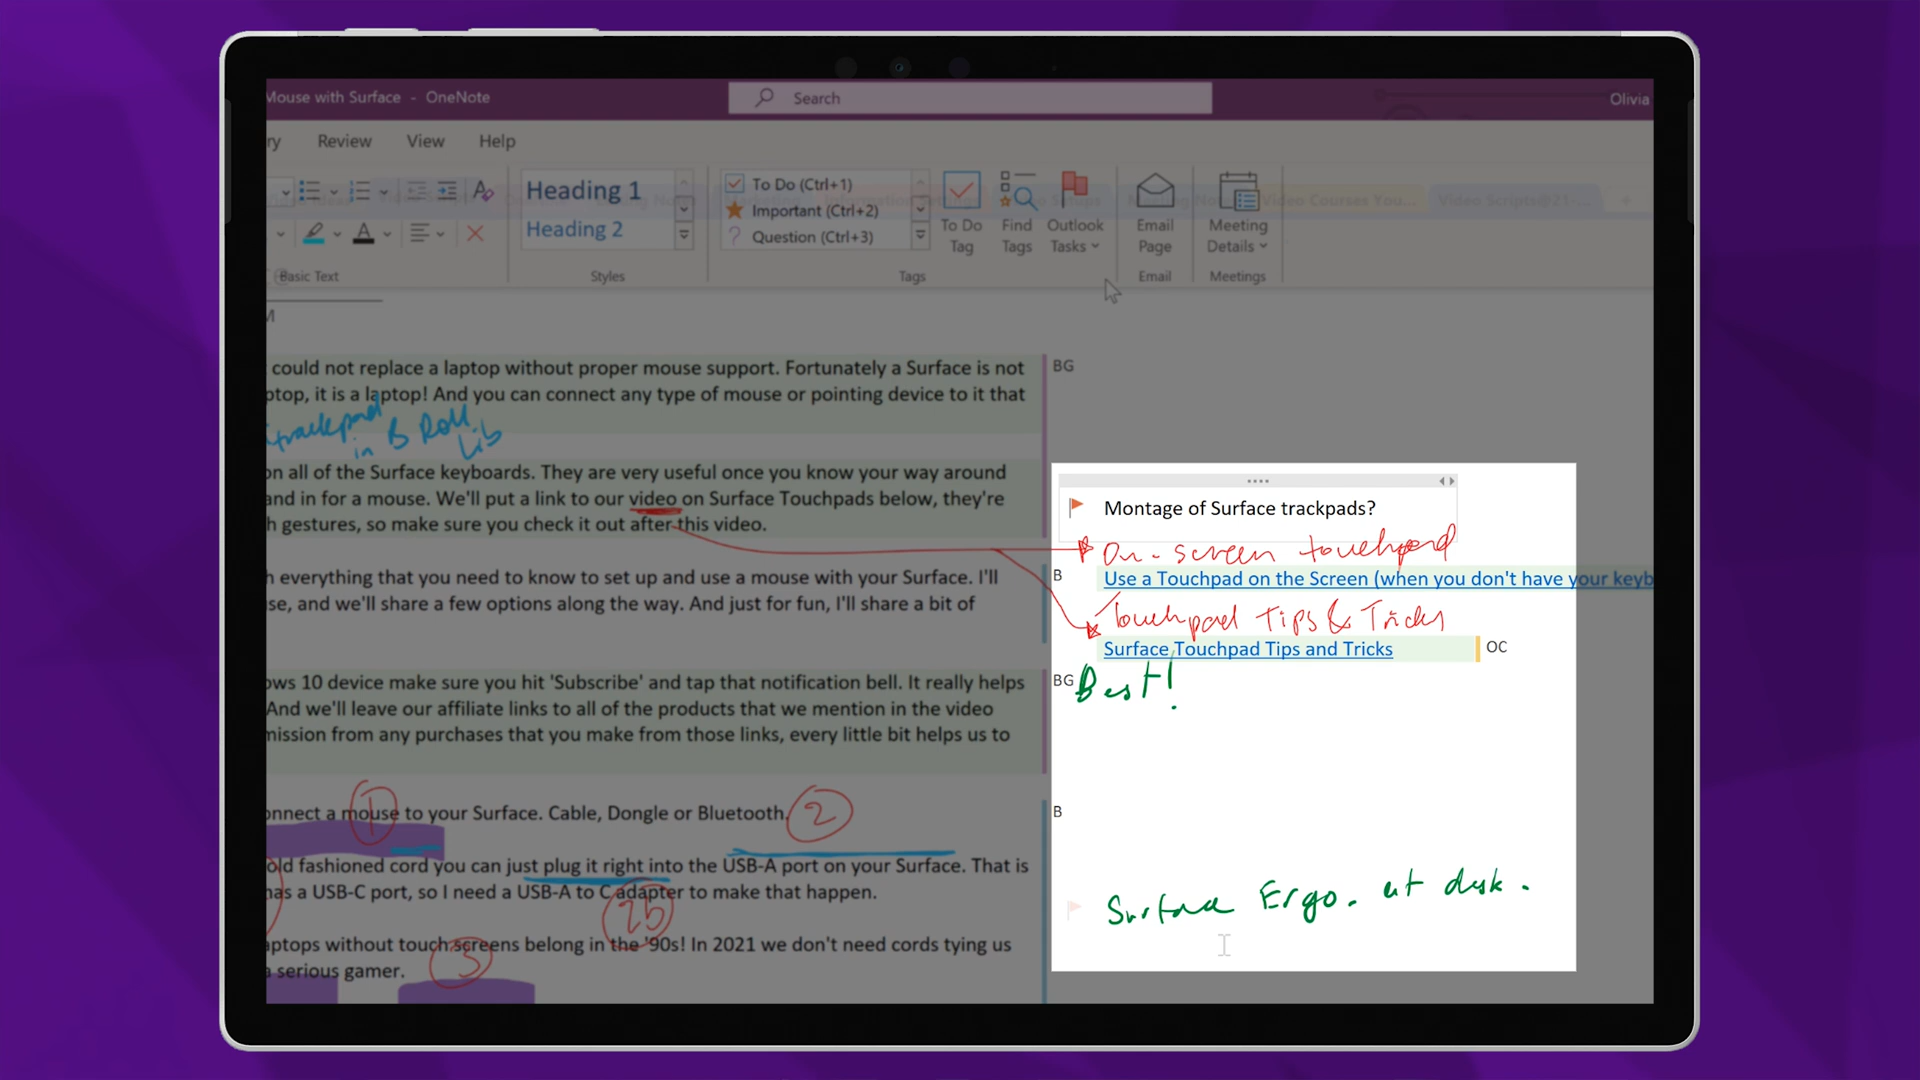 Mouse with Surface - OneNote
Search
Olivia
ry
Review
View
Help
Heading 1
Heading 2
To Do (Ctrl+1)
Important (Ctrl+2)
Question (Ctrl+3)
To Do Tag
Find Tags
Outlook Tasks
Email Page
Meeting Details
Video Courses You...
Video Scripts@21-...
Basic Text
Styles
Tags
Email
Meetings
M
could not replace a laptop without proper mouse support. Fortunately a Surface is not
BG
ptop, it is a laptop! And you can connect any type of mouse or pointing device to it that
trackpad
in B Roll
Lib
on all of the Surface keyboards. They are very useful once you know your way around
and in for a mouse. We'll put a link to our video on Surface Touchpads below, they're
h gestures, so make sure you check it out after this video.
Montage of Surface trackpads?
On-screen touchpad
B
Use a Touchpad on the Screen (when you don't have your keyb
h everything that you need to know to set up and use a mouse with your Surface. I'll
se, and we'll share a few options along the way. And just for fun, I'll share a bit of
Touchpad Tips & Tricks
Surface Touchpad Tips and Tricks
OC
ows 10 device make sure you hit 'Subscribe' and tap that notification bell. It really helps
BG
Best!
And we'll leave our affiliate links to all of the products that we mention in the video
mission from any purchases that you make from those links, every little bit helps us to
onnect a mouse to your Surface. Cable, Dongle or Bluetooth.
1
2
B
old fashioned cord you can just plug it right into the USB-A port on your Surface. That is
has a USB-C port, so I need a USB-A to C adapter to make that happen.
2b
Surface Ergo. at desk.
aptops without touch screens belong in the '90s! In 2021 we don't need cords tying us
a serious gamer.
3